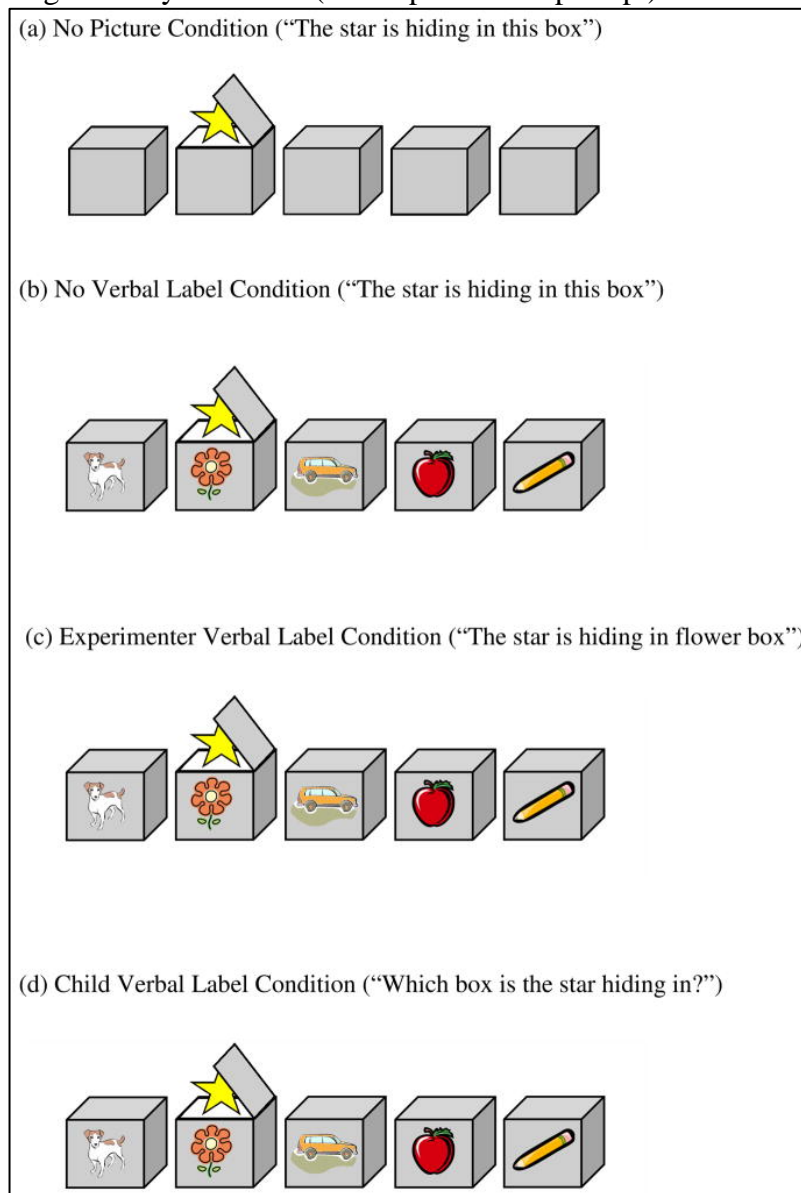 (a) No Picture Condition (“The star is hiding in this box”)
(b) No Verbal Label Condition (“The star is hiding in this box”)
(c) Experimenter Verbal Label Condition (“The star is hiding in flower box”)
(d) Child Verbal Label Condition (“Which box is the star hiding in?”)